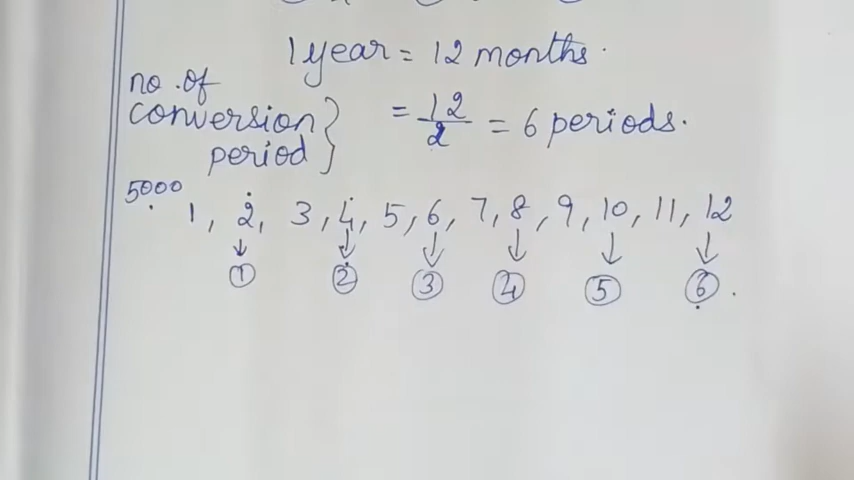 1 year = 12 months.
no. of
conversion
period } = 12/2 = 6 periods.
5000
1, 2, 3, 4, 5, 6, 7, 8, 9, 10, 11, 12
↓ ↓ ↓ ↓ ↓ ↓
① ② ③ ④ ⑤ ⑥.